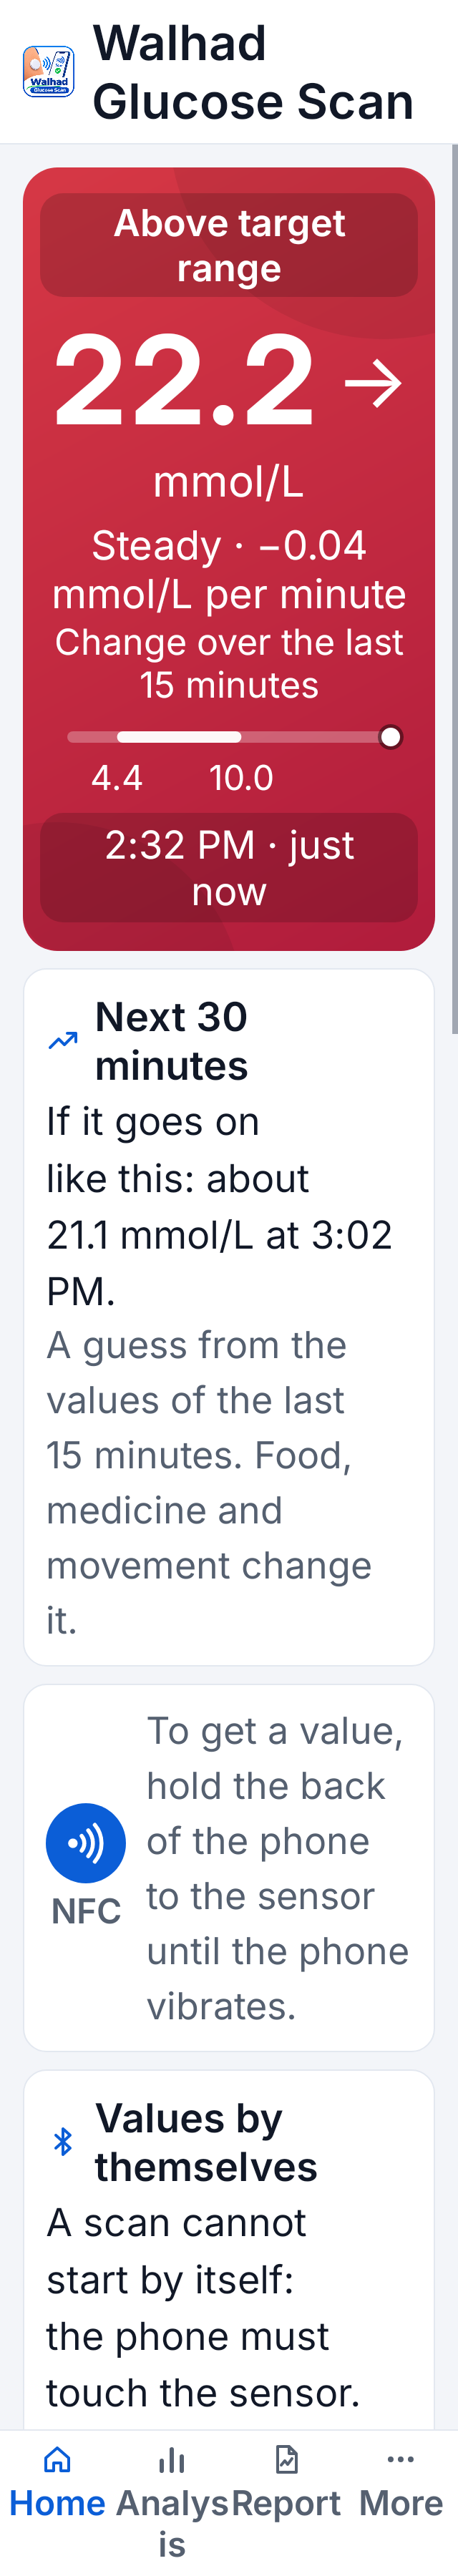 Walhad
Glucose Scan
Walhad
Glucose Scan
Above target
range
22.2 →
mmol/L
Steady · −0.04
mmol/L per minute
Change over the last
15 minutes
4.4 10.0
2:32 PM · just
now
Next 30
minutes
If it goes on
like this: about
21.1 mmol/L at 3:02
PM.
A guess from the
values of the last
15 minutes. Food,
medicine and
movement change
it.
To get a value,
hold the back
of the phone
to the sensor
until the phone
vibrates.
NFC
Values by
themselves
A scan cannot
start by itself:
the phone must
touch the sensor.
Home Analys Report More
is